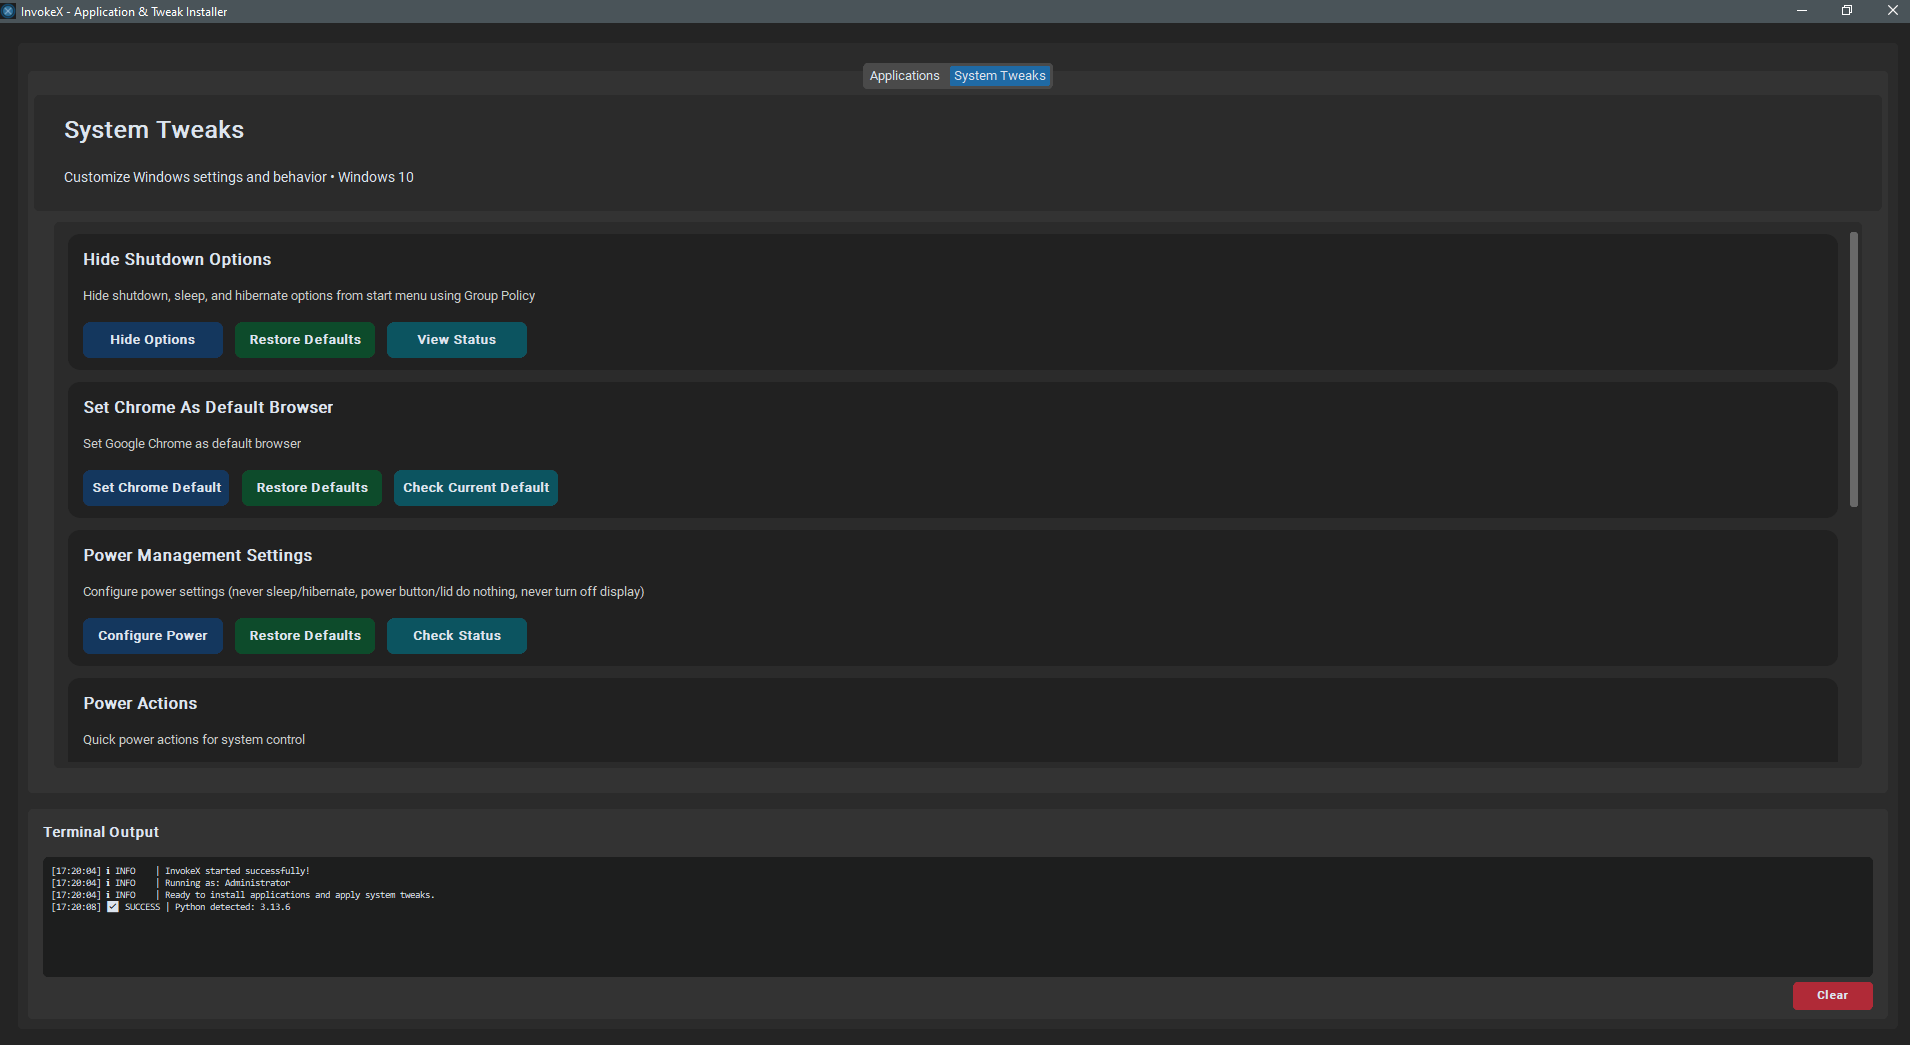 InvokeX - Application & Tweak Installer
Applications System Tweaks
System Tweaks
Customize Windows settings and behavior • Windows 10
Hide Shutdown Options
Hide shutdown, sleep, and hibernate options from start menu using Group Policy
Hide Options Restore Defaults View Status
Set Chrome As Default Browser
Set Google Chrome as default browser
Set Chrome Default Restore Defaults Check Current Default
Power Management Settings
Configure power settings (never sleep/hibernate, power button/lid do nothing, never turn off display)
Configure Power Restore Defaults Check Status
Power Actions
Quick power actions for system control
Terminal Output
[17:20:04] ℹ INFO | InvokeX started successfully!
[17:20:04] ℹ INFO | Running as: Administrator
[17:20:04] ℹ INFO | Ready to install applications and apply system tweaks.
[17:20:08] ✅ SUCCESS | Python detected: 3.13.6
Clear